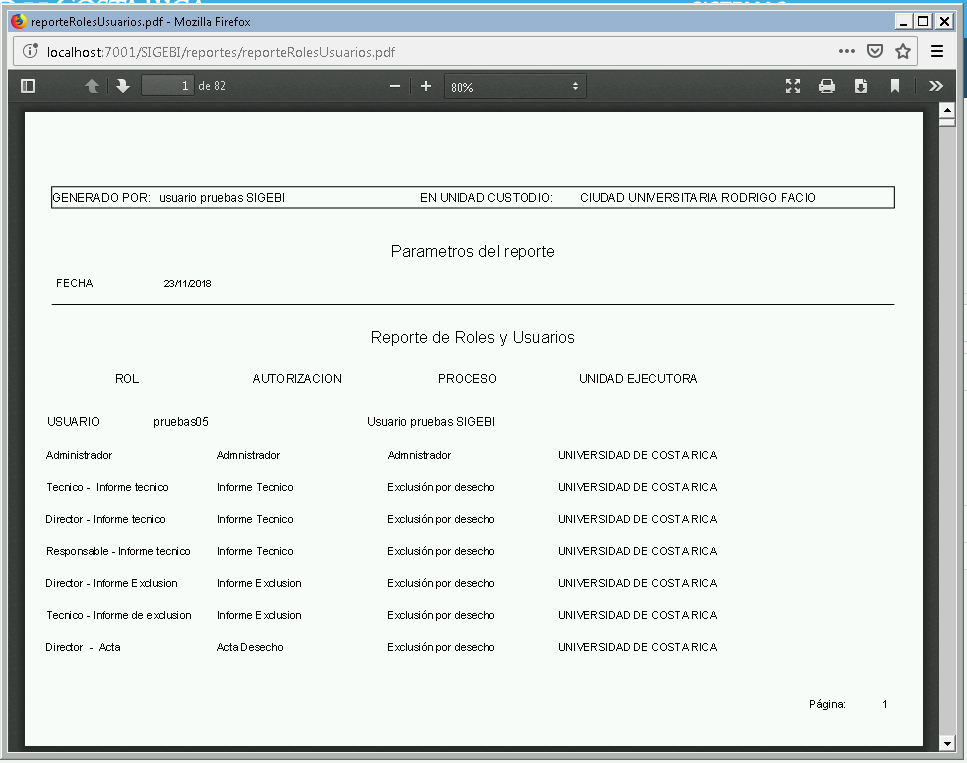 reporteRolesUsuarios.pdf - Mozilla Firefox
localhost:7001/SIGEBI/reportes/reporteRolesUsuarios.pdf
1 de 82 80%
GENERADO POR: usuario pruebas SIGEBI EN UNIDAD CUSTODIO: CIUDAD UNIVERSITARIA RODRIGO FACIO
Parametros del reporte
FECHA 23/11/2018
Reporte de Roles y Usuarios
ROL AUTORIZACION PROCESO UNIDAD EJECUTORA
USUARIO pruebas05 Usuario pruebas SIGEBI
Administrador Administrador Administrador UNIVERSIDAD DE COSTA RICA
Tecnico - Informe tecnico Informe Tecnico Exclusión por desecho UNIVERSIDAD DE COSTA RICA
Director - Informe tecnico Informe Tecnico Exclusión por desecho UNIVERSIDAD DE COSTA RICA
Responsable - Informe tecnico Informe Tecnico Exclusión por desecho UNIVERSIDAD DE COSTA RICA
Director - Informe Exclusion Informe Exclusion Exclusión por desecho UNIVERSIDAD DE COSTA RICA
Tecnico - Informe de exclusion Informe Exclusion Exclusión por desecho UNIVERSIDAD DE COSTA RICA
Director - Acta Acta Desecho Exclusión por desecho UNIVERSIDAD DE COSTA RICA
Página: 1